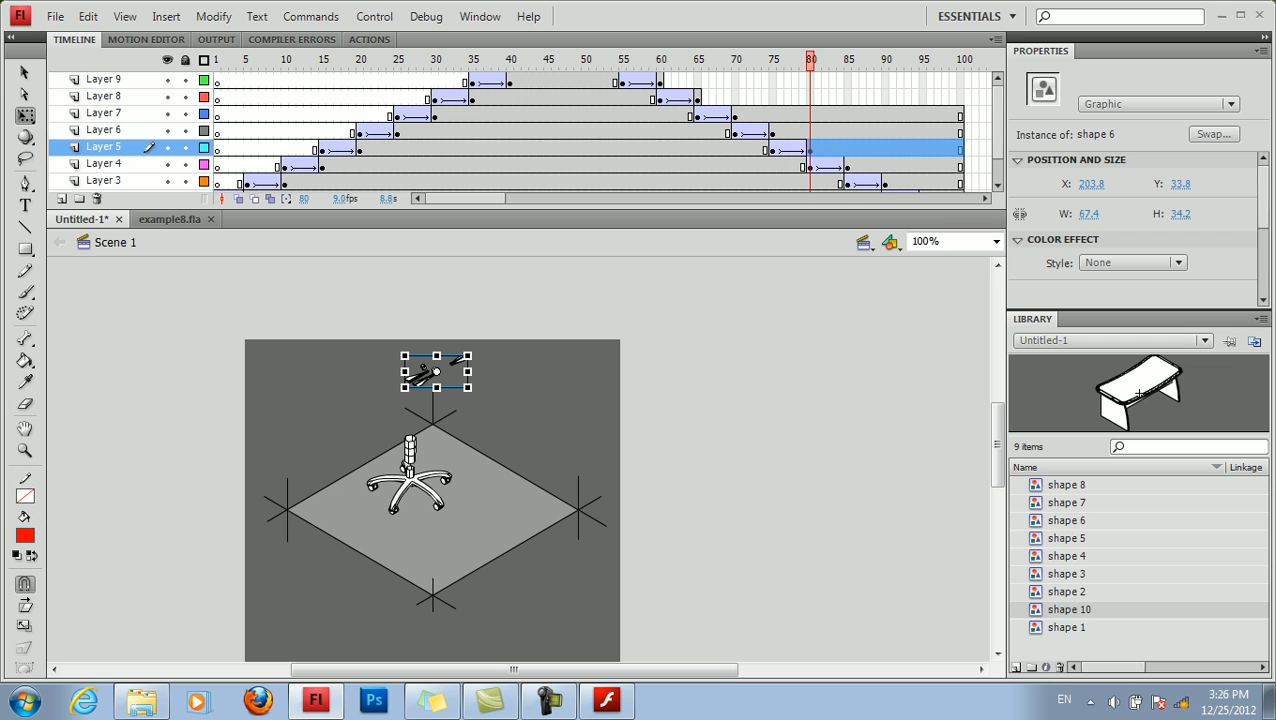 Fl File Edit View Insert Modify Text Commands Control Debug Window Help ESSENTIALS
TIMELINE MOTION EDITOR OUTPUT COMPILER ERRORS ACTIONS
1 5 10 15 20 25 30 35 40 45 50 55 60 65 70 75 80 85 90 95 100
Layer 9
Layer 8
Layer 7
Layer 6
Layer 5
Layer 4
Layer 3
80 9.0fps 8.8s
Untitled-1* example8.fla
Scene 1 100%
PROPERTIES
Graphic
Instance of: shape 6 Swap...
POSITION AND SIZE
X: 203.8 Y: 33.8
W: 67.4 H: 34.2
COLOR EFFECT
Style: None
LIBRARY
Untitled-1
9 items
Name Linkage
shape 8
shape 7
shape 6
shape 5
shape 4
shape 3
shape 2
shape 10
shape 1
T
Fl Ps EN 3:26 PM
12/25/2012